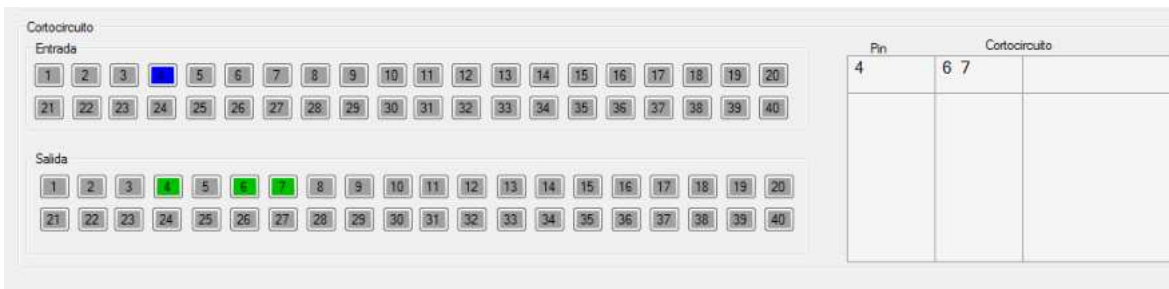 Cortocircuito
Entrada
1 2 3 4 5 6 7 8 9 10 11 12 13 14 15 16 17 18 19 20
21 22 23 24 25 26 27 28 29 30 31 32 33 34 35 36 37 38 39 40
Salida
1 2 3 4 5 6 7 8 9 10 11 12 13 14 15 16 17 18 19 20
21 22 23 24 25 26 27 28 29 30 31 32 33 34 35 36 37 38 39 40
Pin Cortocircuito
4 6 7